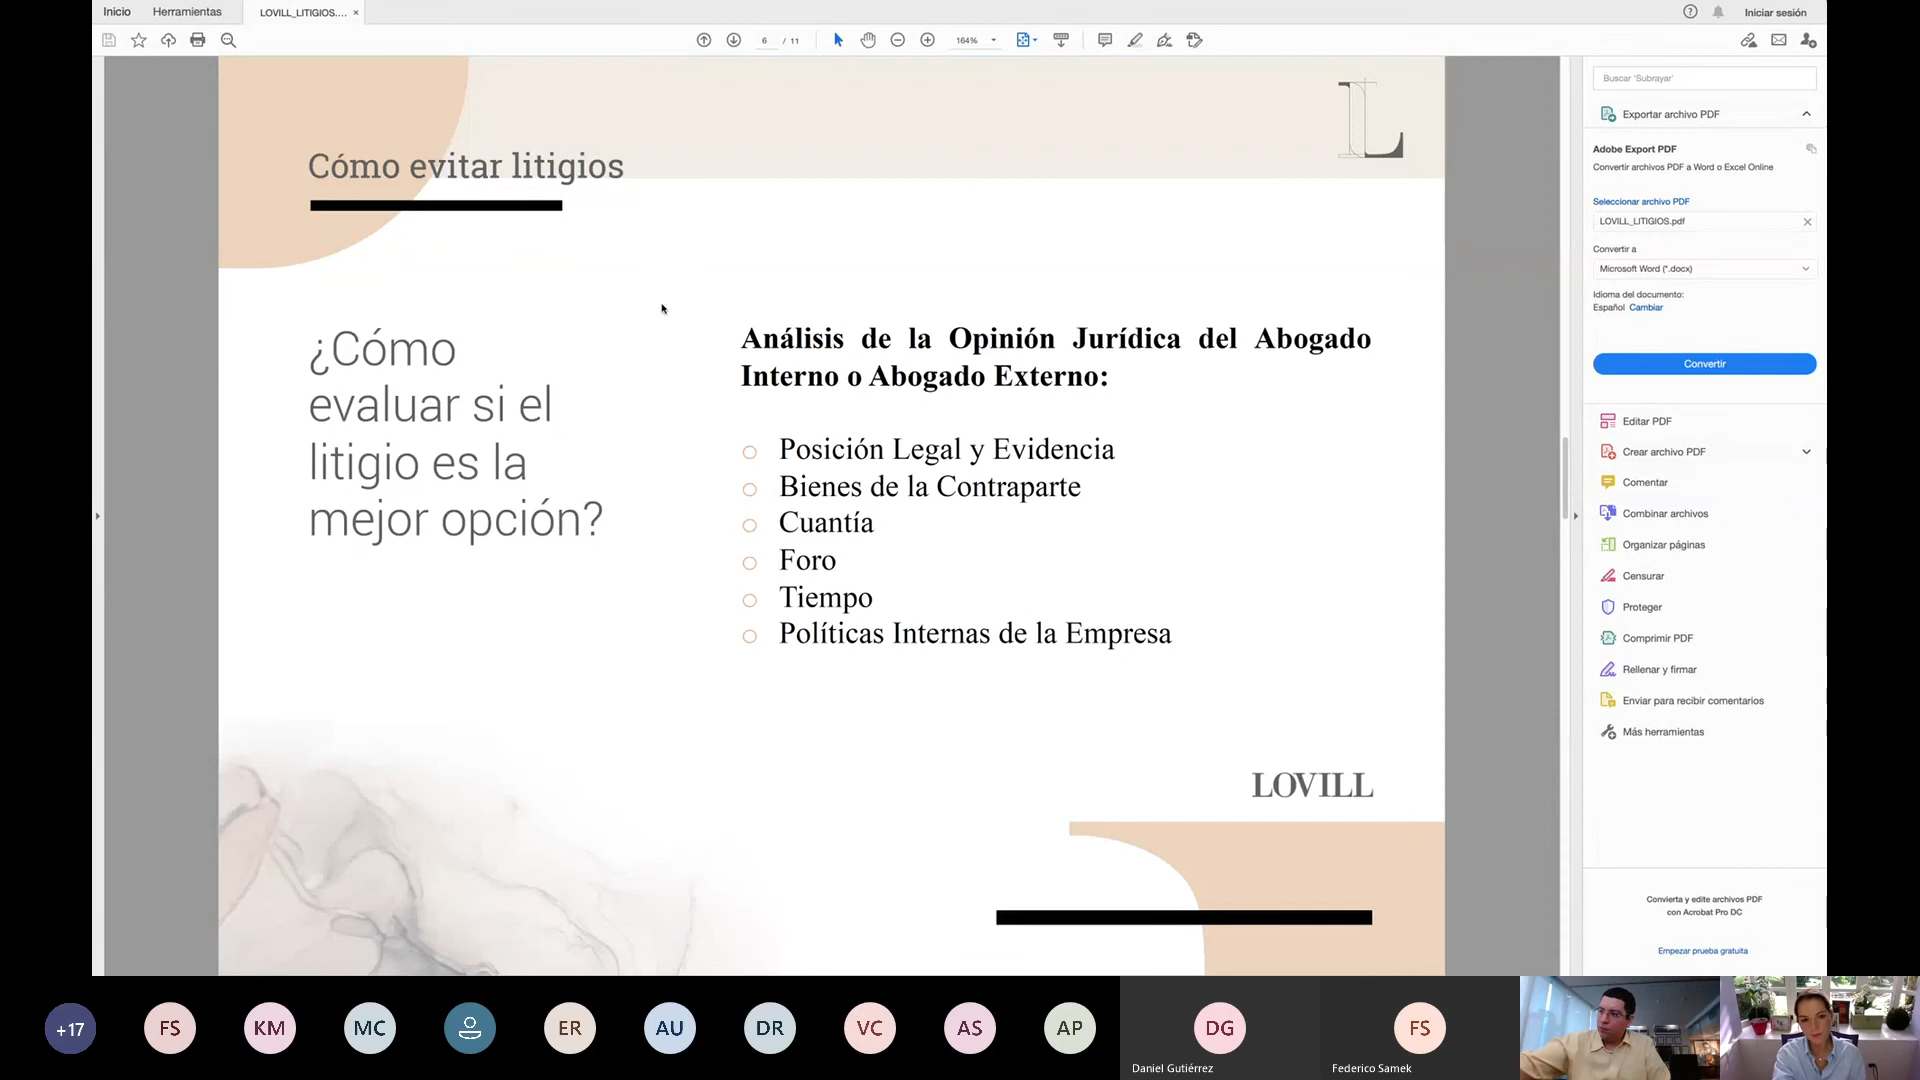 Inicio Herramientas LOVILL_LITIGIOS.... × Iniciar sesión
6 / 11 164%
Buscar 'Subrayar'
Exportar archivo PDF
Adobe Export PDF
Convertir archivos PDF a Word o Excel Online
Seleccionar archivo PDF
LOVILL_LITIGIOS.pdf
Convertir a
Microsoft Word (*.docx)
Idioma del documento:
Español Cambiar
Convertir
Editar PDF
Crear archivo PDF
Comentar
Combinar archivos
Organizar páginas
Censurar
Proteger
Comprimir PDF
Rellenar y firmar
Enviar para recibir comentarios
Más herramientas
Convierta y edite archivos PDF
con Acrobat Pro DC
Empezar prueba gratuita
L
Cómo evitar litigios
¿Cómo
evaluar si el
litigio es la
mejor opción?
Análisis de la Opinión Jurídica del Abogado
Interno o Abogado Externo:
Posición Legal y Evidencia
Bienes de la Contraparte
Cuantía
Foro
Tiempo
Políticas Internas de la Empresa
LOVILL
+17 FS KM MC ER AU DR VC AS AP DG FS
Daniel Gutiérrez Federico Samek